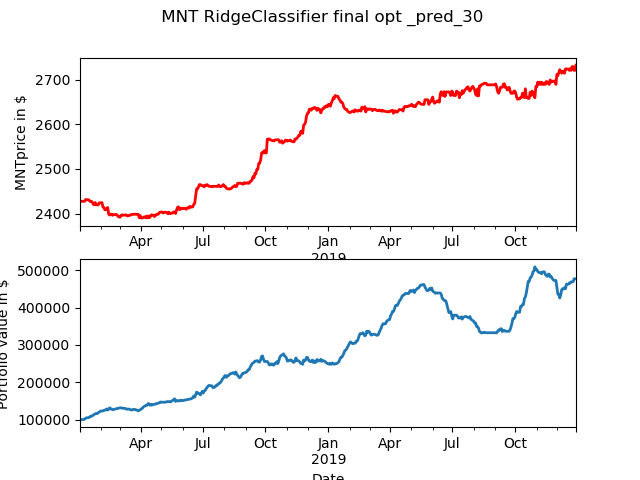 MNT RidgeClassifier final opt _pred_30
MNTprice in $
2700
2600
2500
2400
Apr Jul Oct Jan Apr Jul Oct
2019
Portfolio value in $
500000
400000
300000
200000
100000
Apr Jul Oct Jan Apr Jul Oct
2019
Date